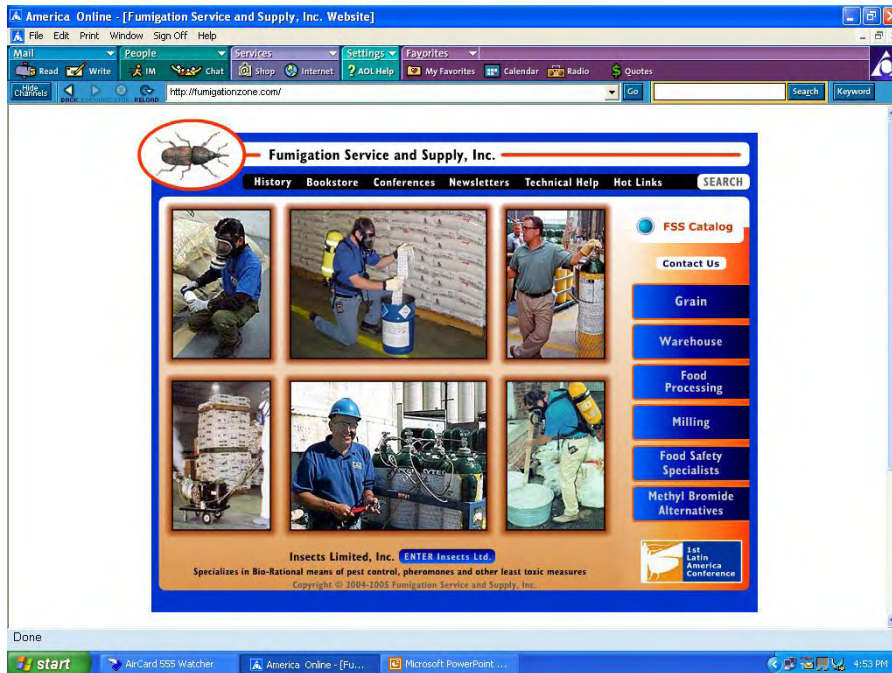 America Online - [Fumigation Service and Supply, Inc. Website]
File Edit Print Window Sign Off Help
Mail People Services Settings Favorites
Read Write IM Chat Shop Internet AOL Help My Favorites Calendar Radio Quotes
Hide Channels BACK RELOAD http://fumigationzone.com/ Go Search Keyword
Fumigation Service and Supply, Inc.
History Bookstore Conferences Newsletters Technical Help Hot Links SEARCH
FSS Catalog
Contact Us
Grain
Warehouse
Food
Processing
Milling
Food Safety
Specialists
Methyl Bromide
Alternatives
1st
Latin
America
Conference
Insects Limited, Inc. ENTER Insects Ltd.
Specializes in Bio-Rational means of pest control, pheromones and other least toxic measures
Copyright © 2004-2005 Fumigation Service and Supply, Inc.
Done
start AirCard 555 Watcher America Online - [Fu... Microsoft PowerPoint ... 4:53 PM